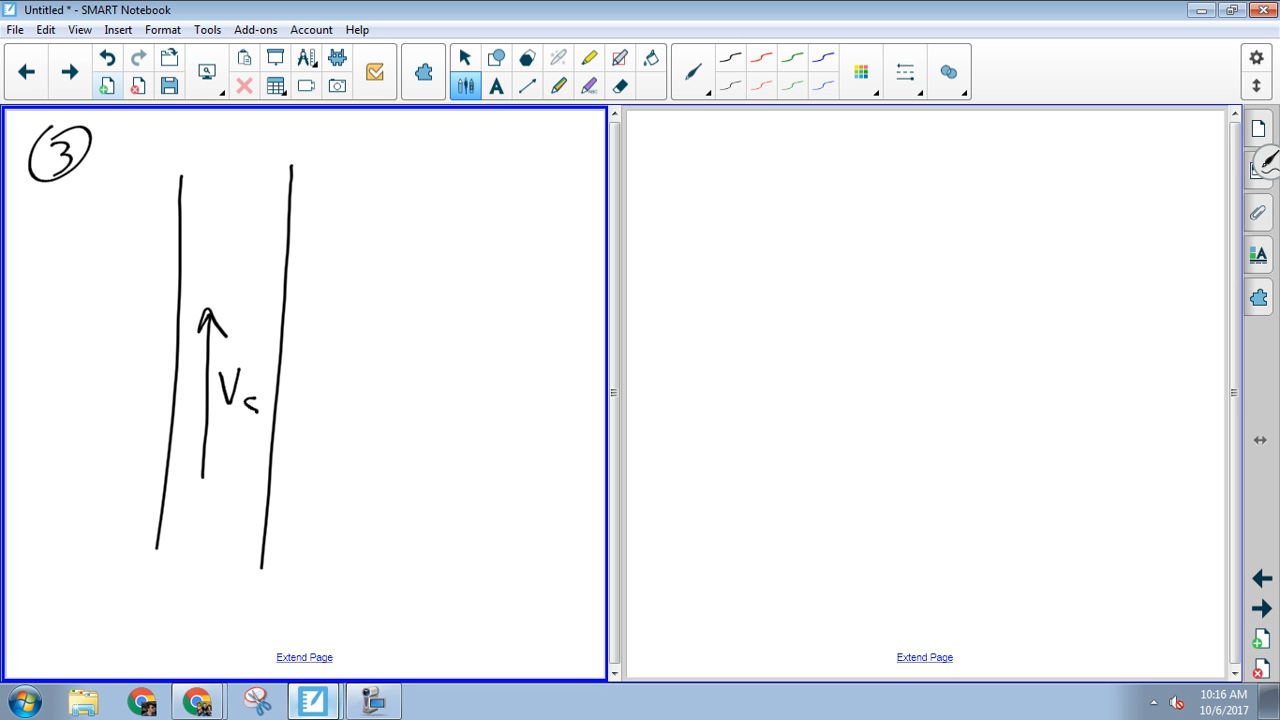 Untitled * - SMART Notebook
File Edit View Insert Format Tools Add-ons Account Help
3
Vc
Extend Page
Extend Page
10:16 AM
10/6/2017